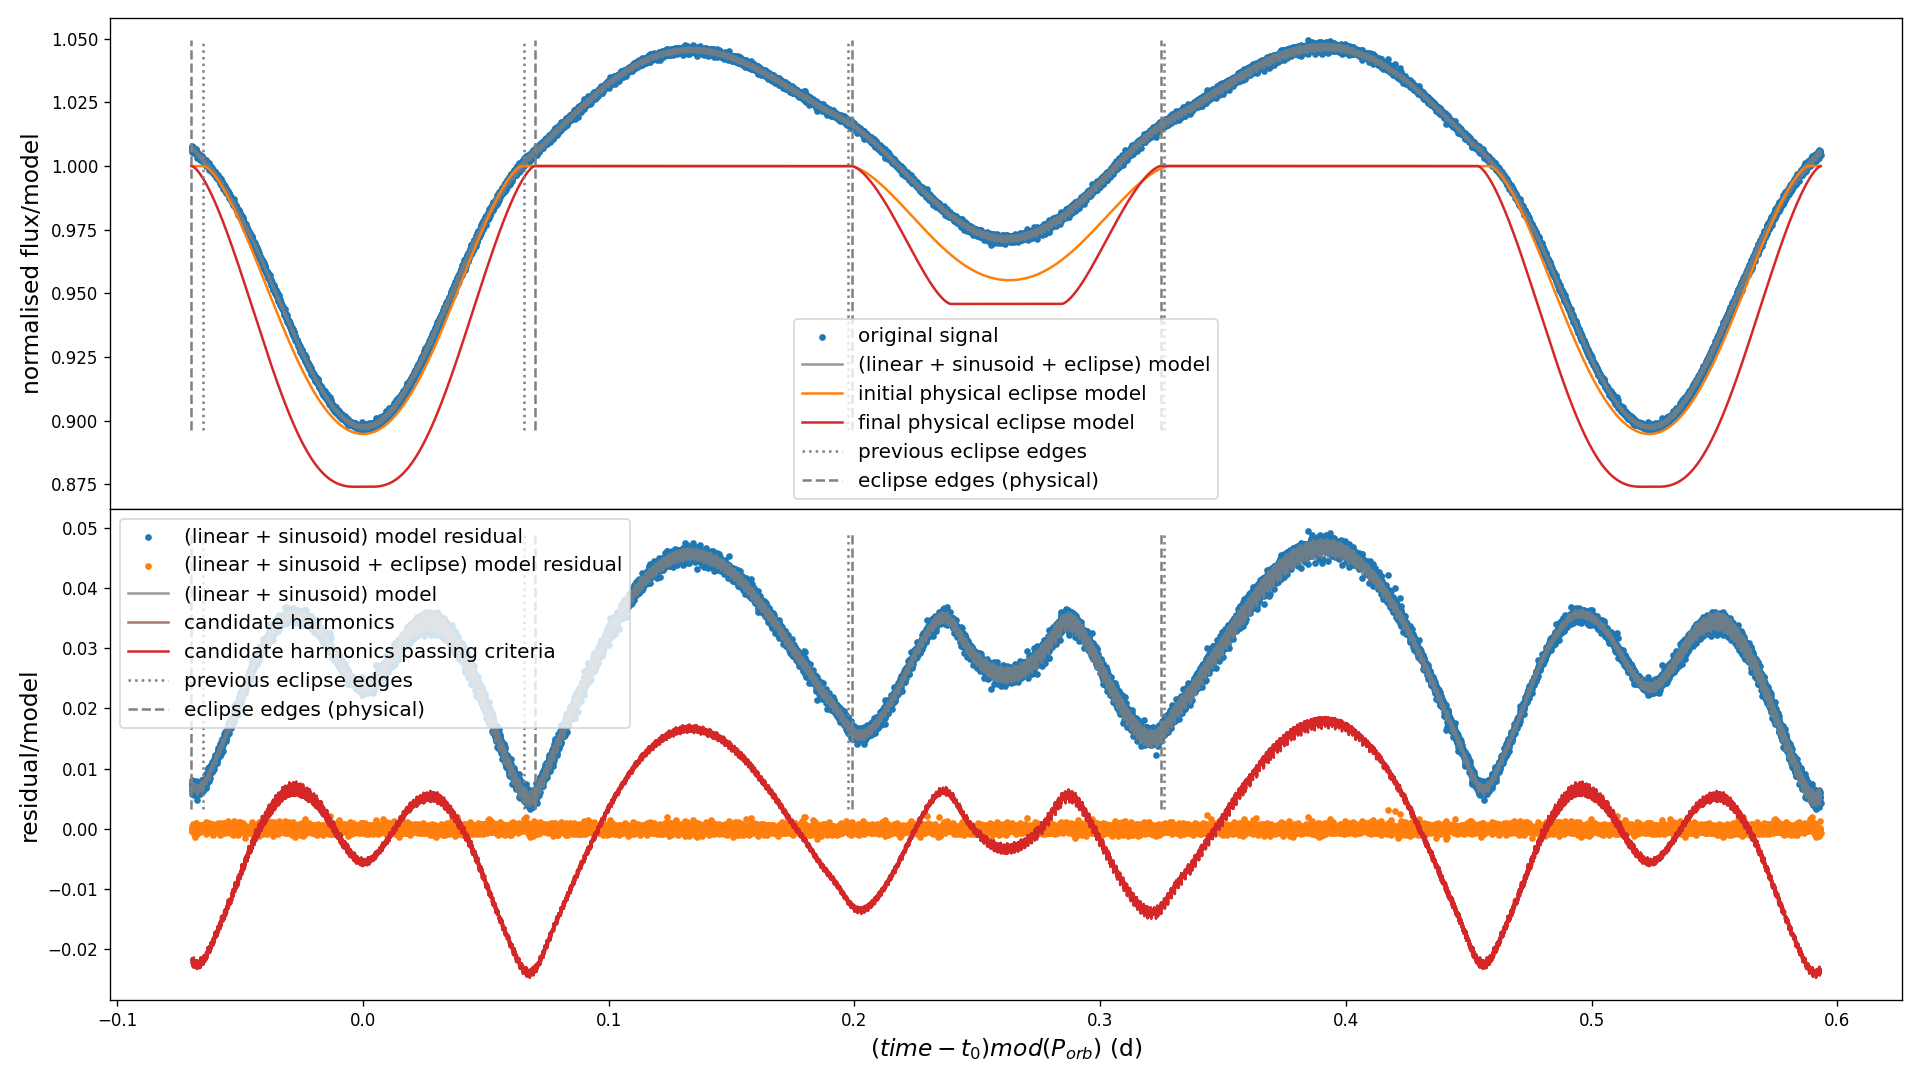 1.050
1.025
1.000
0.975
0.950
0.925
0.900
0.875
normalised flux/model
original signal
(linear + sinusoid + eclipse) model
initial physical eclipse model
final physical eclipse model
previous eclipse edges
eclipse edges (physical)
0.05
0.04
0.03
0.02
0.01
0.00
−0.01
−0.02
residual/model
(linear + sinusoid) model residual
(linear + sinusoid + eclipse) model residual
(linear + sinusoid) model
candidate harmonics
candidate harmonics passing criteria
previous eclipse edges
eclipse edges (physical)
−0.1 0.0 0.1 0.2 0.3 0.4 0.5 0.6
(time − t₀)mod(P_orb) (d)